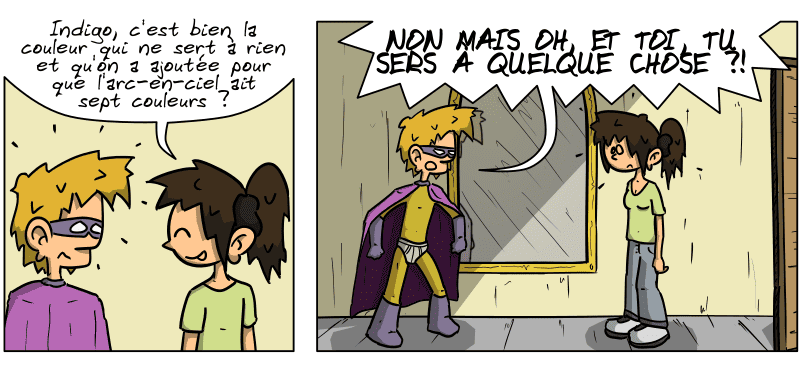 Indigo, c'est bien la
couleur qui ne sert à rien
et qu'on a ajoutée pour
que l'arc-en-ciel ait
sept couleurs ?
NON MAIS OH, ET TOI, TU
SERS À QUELQUE CHOSE ?!